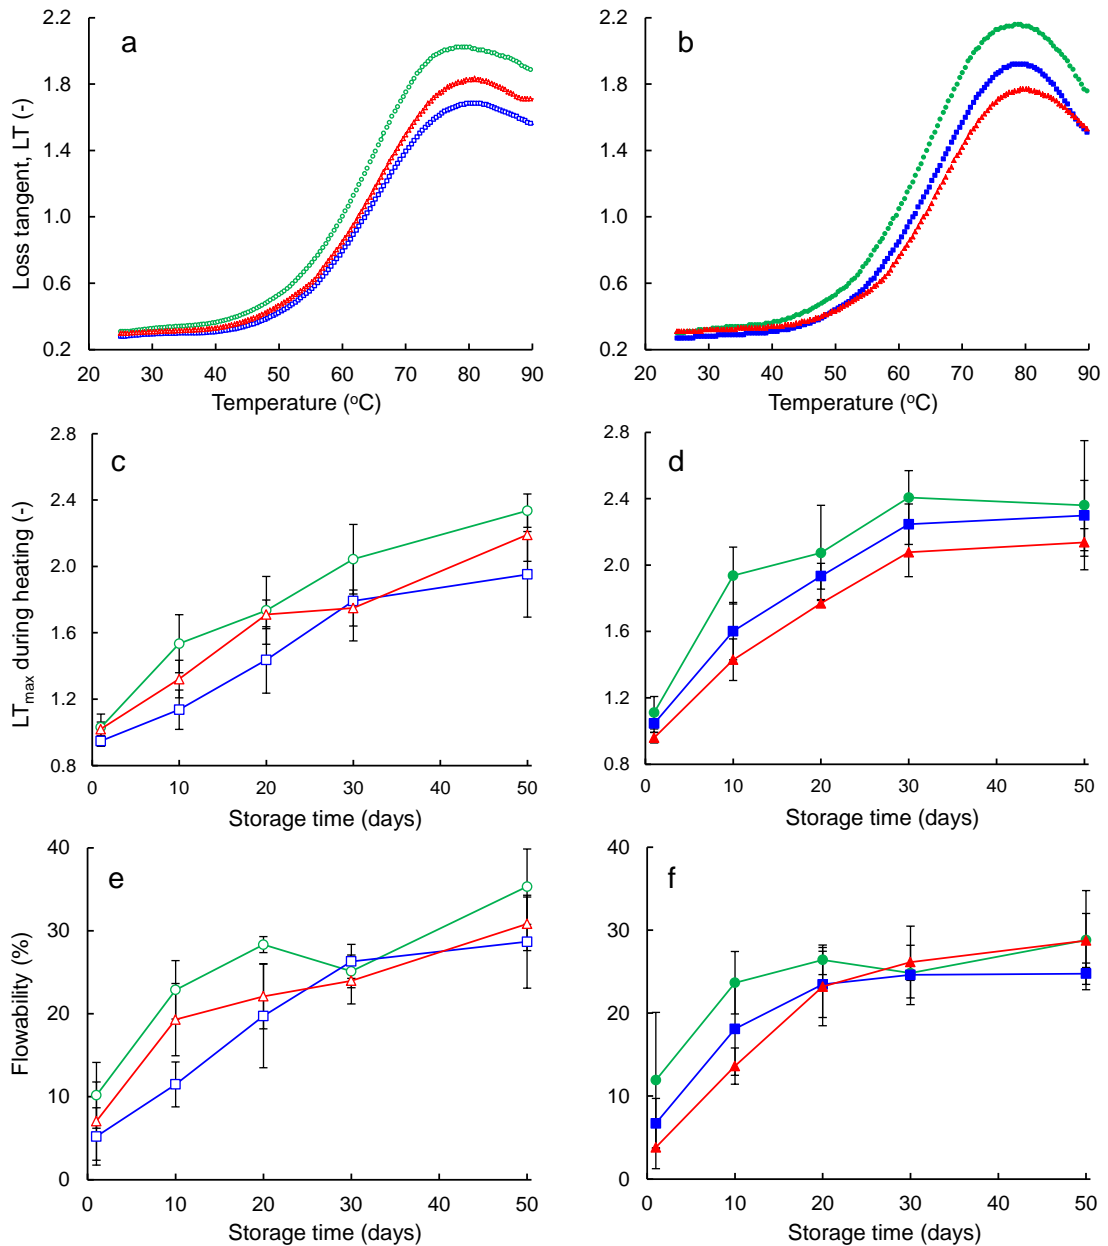 a
Loss tangent, LT (-)
2.2
1.8
1.4
1.0
0.6
0.2
20 30 40 50 60 70 80 90
Temperature (°C)
b
2.2
1.8
1.4
1.0
0.6
0.2
20 30 40 50 60 70 80 90
Temperature (°C)
c
LTmax during heating (-)
2.8
2.4
2.0
1.6
1.2
0.8
0 10 20 30 40 50
Storage time (days)
d
2.8
2.4
2.0
1.6
1.2
0.8
0 10 20 30 40 50
Storage time (days)
e
Flowability (%)
40
30
20
10
0
0 10 20 30 40 50
Storage time (days)
f
40
30
20
10
0
0 10 20 30 40 50
Storage time (days)